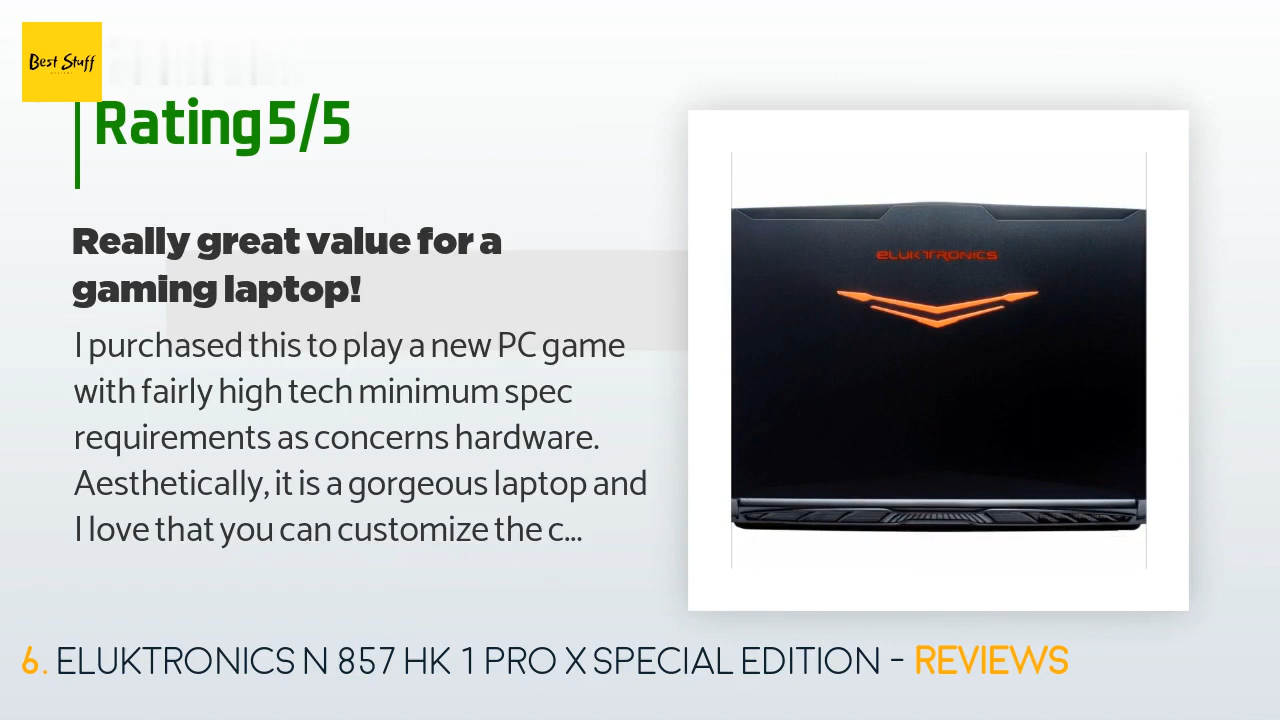 Best Stuff
Rating 5/5
Really great value for a
gaming laptop!
I purchased this to play a new PC game
with fairly high tech minimum spec
requirements as concerns hardware.
Aesthetically, it is a gorgeous laptop and
I love that you can customize the c...
ELUKTRONICS
6. ELUKTRONICS N 857 HK 1 PRO X SPECIAL EDITION - REVIEWS